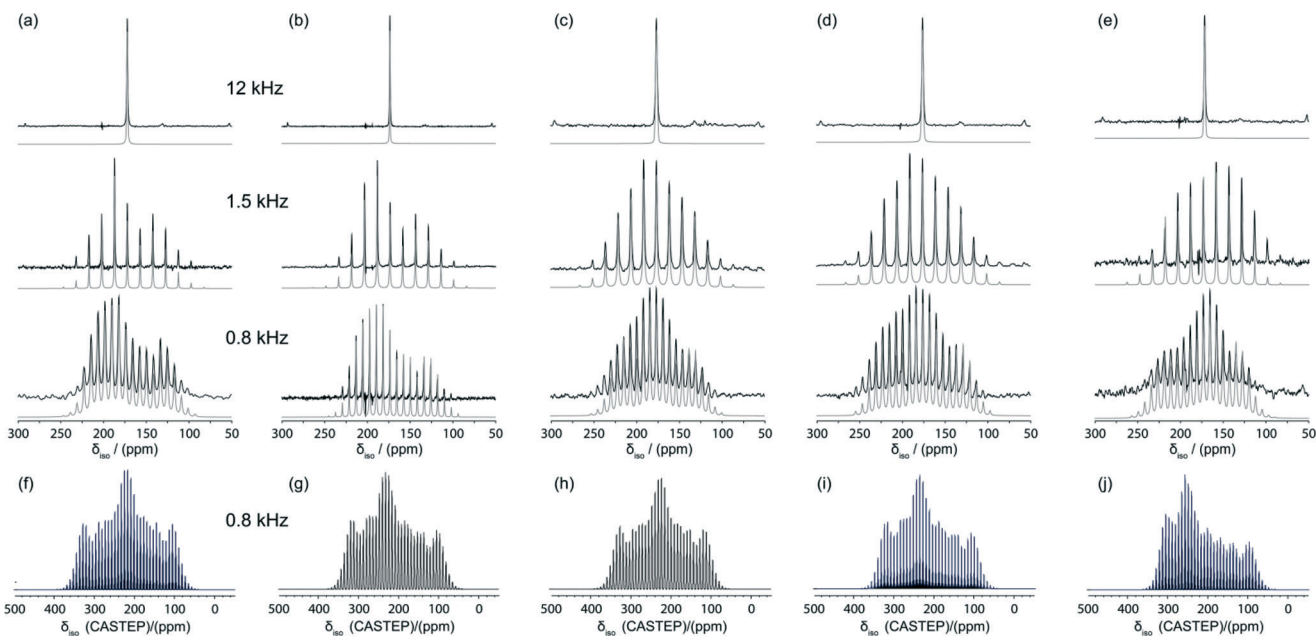 (a) (b) (c) (d) (e)
12 kHz
1.5 kHz
0.8 kHz
300 250 200 150 100 50 300 250 200 150 100 50 300 250 200 150 100 50 300 250 200 150 100 50 300 250 200 150 100 50
δiso / (ppm) δiso / (ppm) δiso / (ppm) δiso / (ppm) δiso / (ppm)
(f) (g) (h) (i) (j)
0.8 kHz
500 400 300 200 100 0 500 400 300 200 100 0 500 400 300 200 100 0 500 400 300 200 100 0 500 400 300 200 100 0
δiso (CASTEP)/(ppm) δiso (CASTEP)/(ppm) δiso (CASTEP)/(ppm) δiso (CASTEP)/(ppm) δiso (CASTEP)/(ppm)